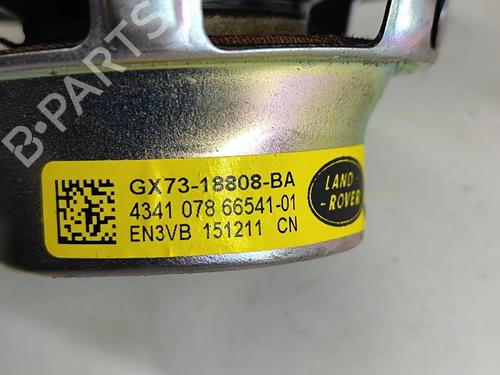 B-PARTS
GX73-18808-BA
4341 078 66541-01
EN3VB 151211 CN
LAND
-ROVER-